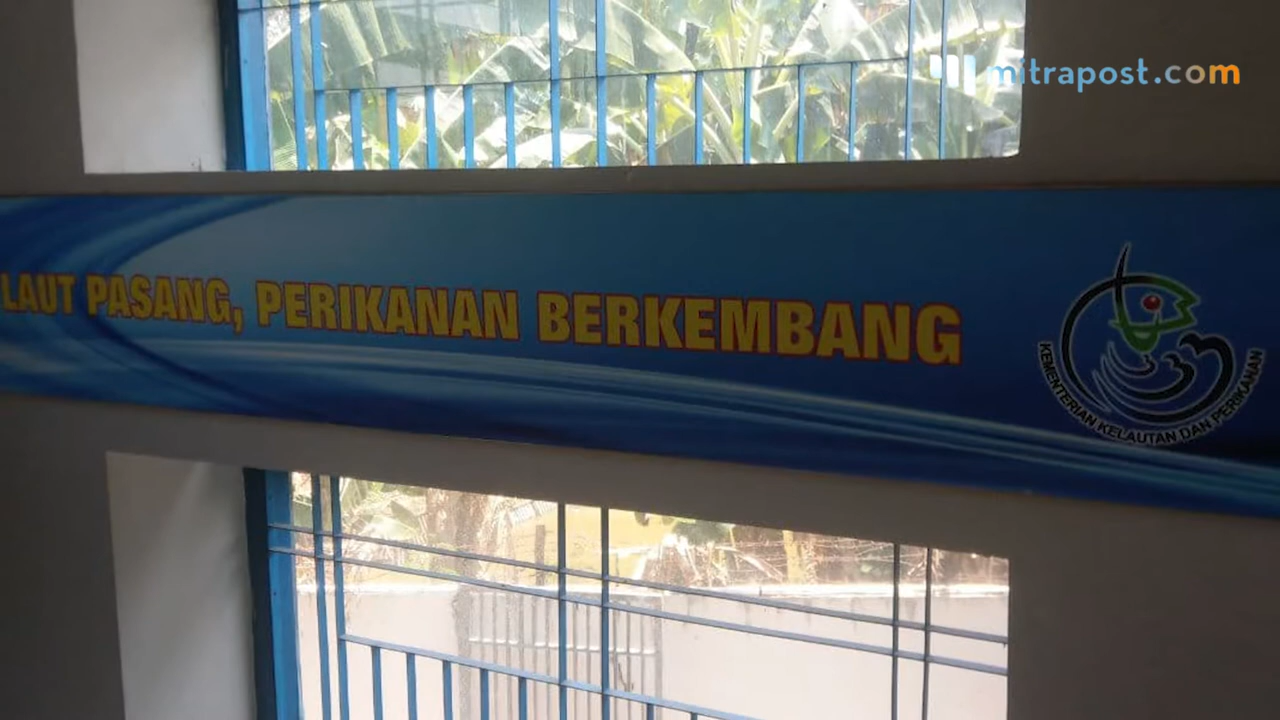 mitrapost.com
LAUT PASANG, PERIKANAN BERKEMBANG
KEMENTERIAN KELAUTAN DAN PERIKANAN